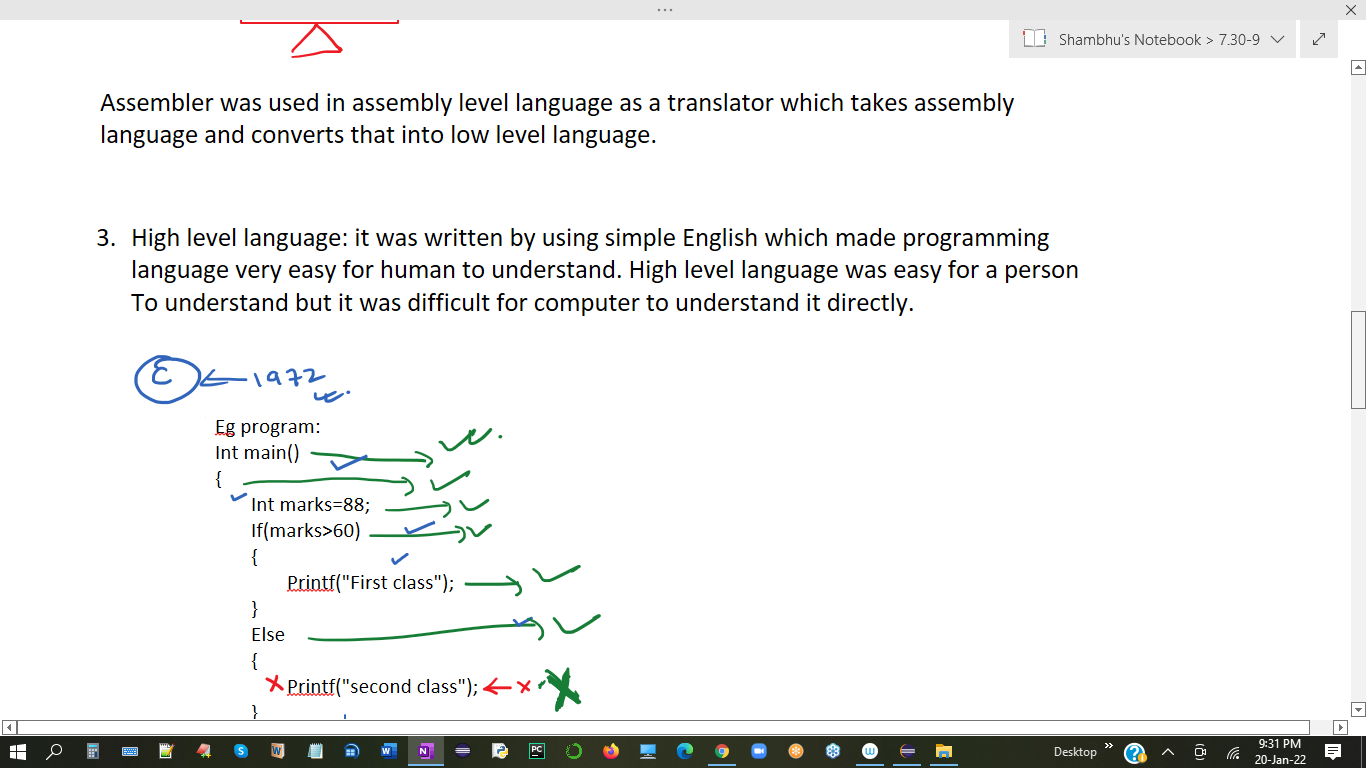 Shambhu's Notebook > 7.30-9
Assembler was used in assembly level language as a translator which takes assembly
language and converts that into low level language.
3. High level language: it was written by using simple English which made programming
language very easy for human to understand. High level language was easy for a person
To understand but it was difficult for computer to understand it directly.
1972
Eg program:
Int main()
{
Int marks=88;
If(marks>60)
{
Printf("First class");
}
Else
{
Printf("second class");
}
Desktop
9:31 PM
20-Jan-22